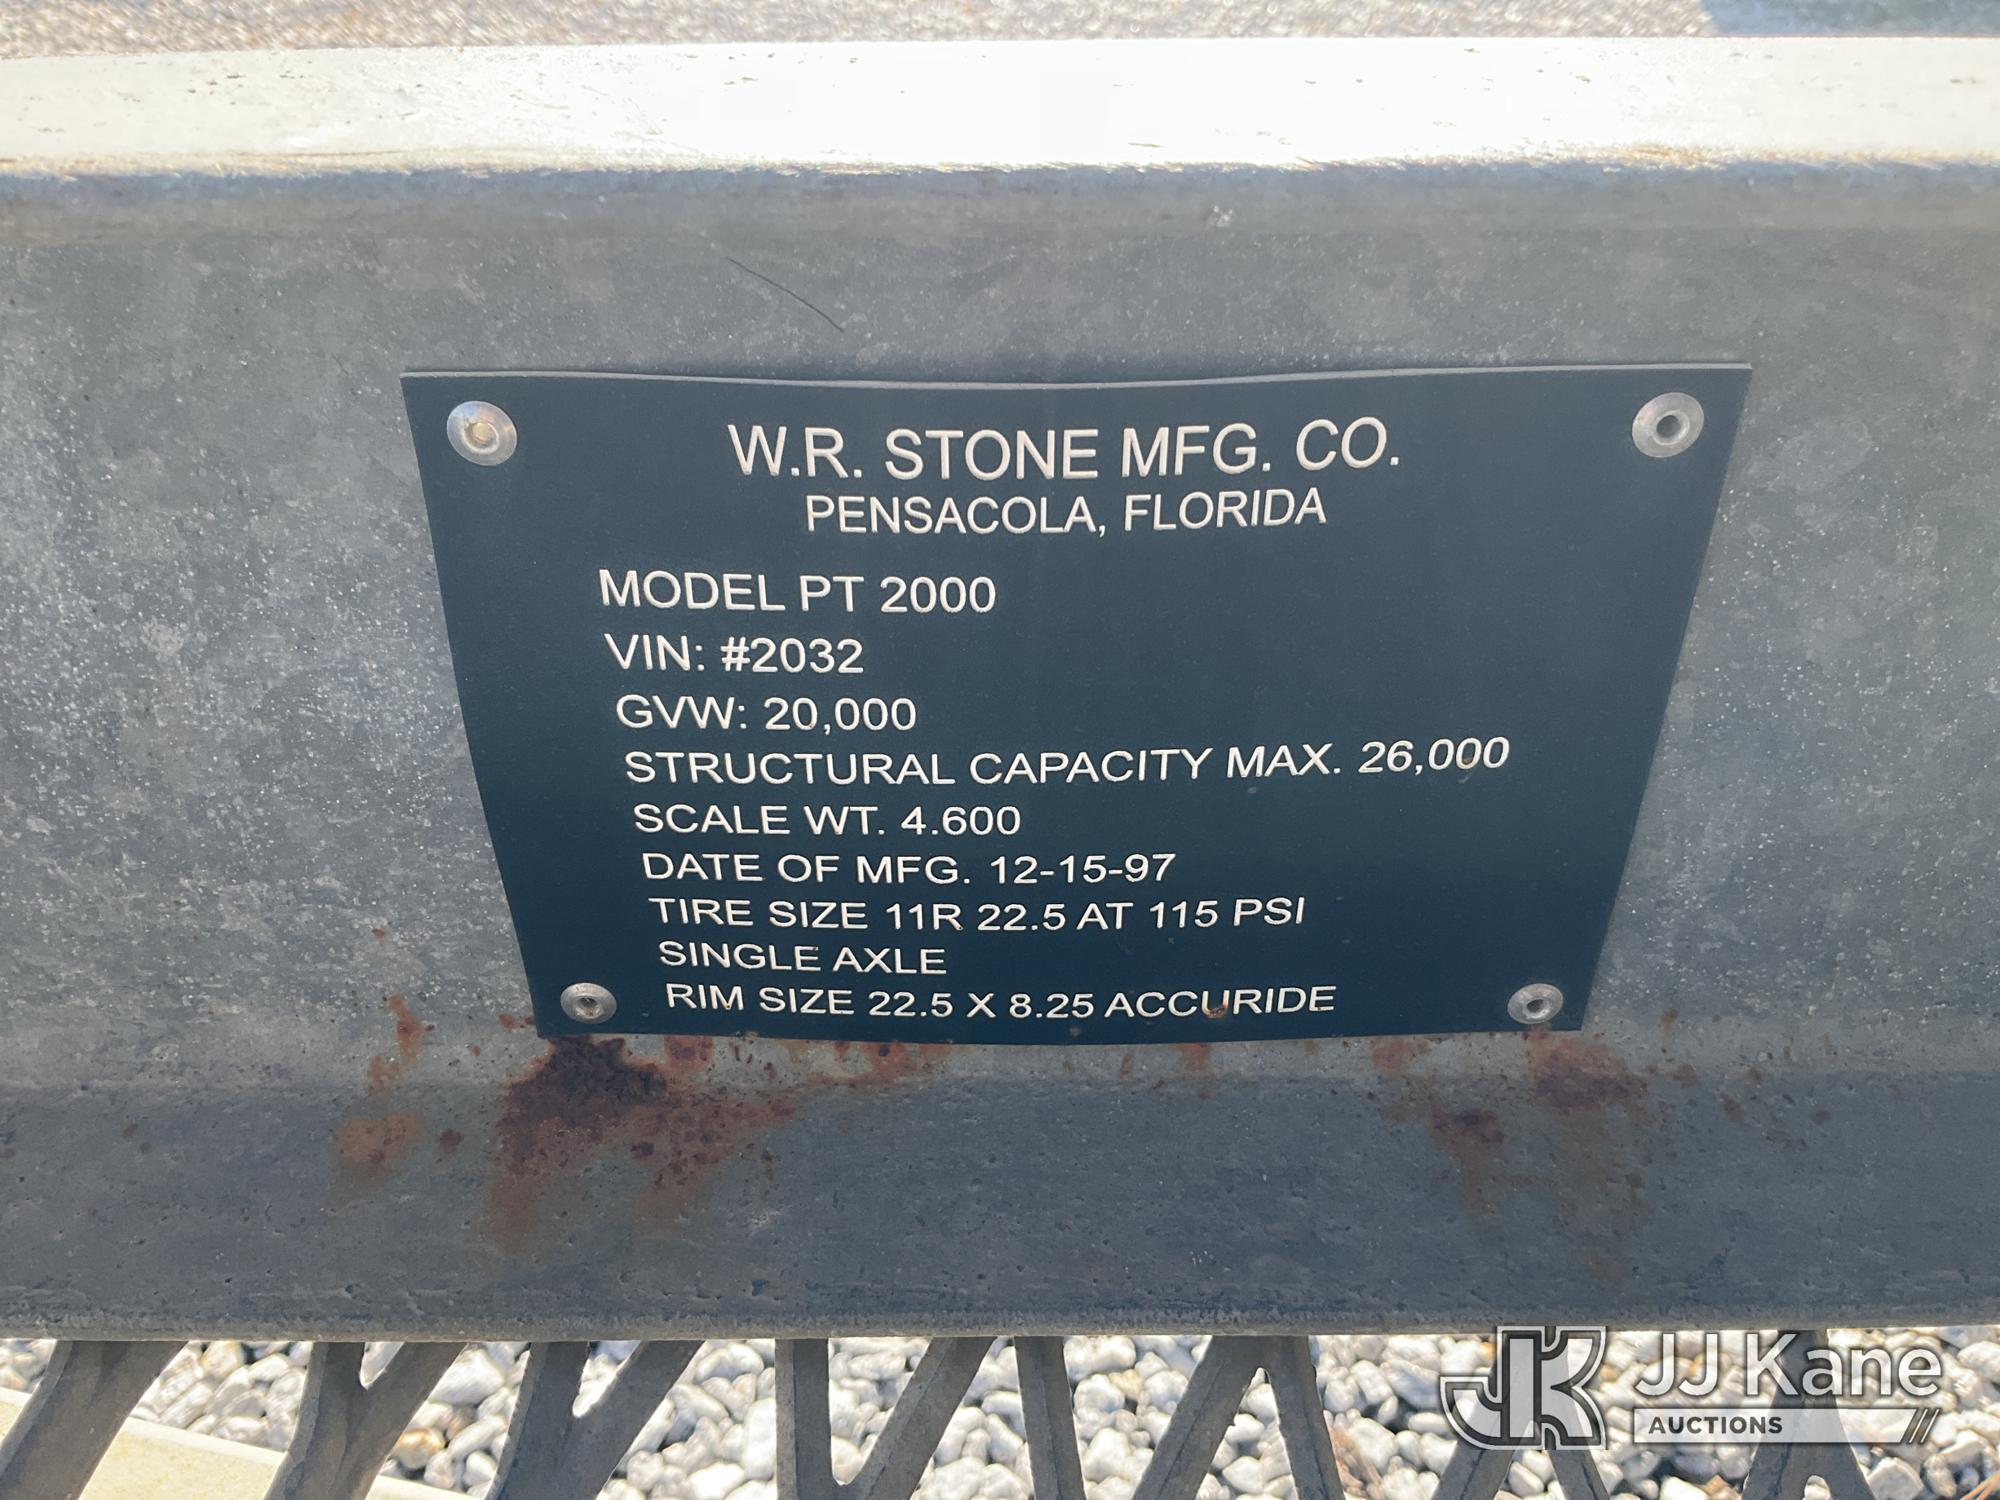 W.R. STONE MFG. CO.
PENSACOLA, FLORIDA
MODEL PT 2000
VIN: #2032
GVW: 20,000
STRUCTURAL CAPACITY MAX. 26,000
SCALE WT. 4.600
DATE OF MFG. 12-15-97
TIRE SIZE 11R 22.5 AT 115 PSI
SINGLE AXLE
RIM SIZE 22.5 X 8.25 ACCURIDE
JK JJ Kane
AUCTIONS